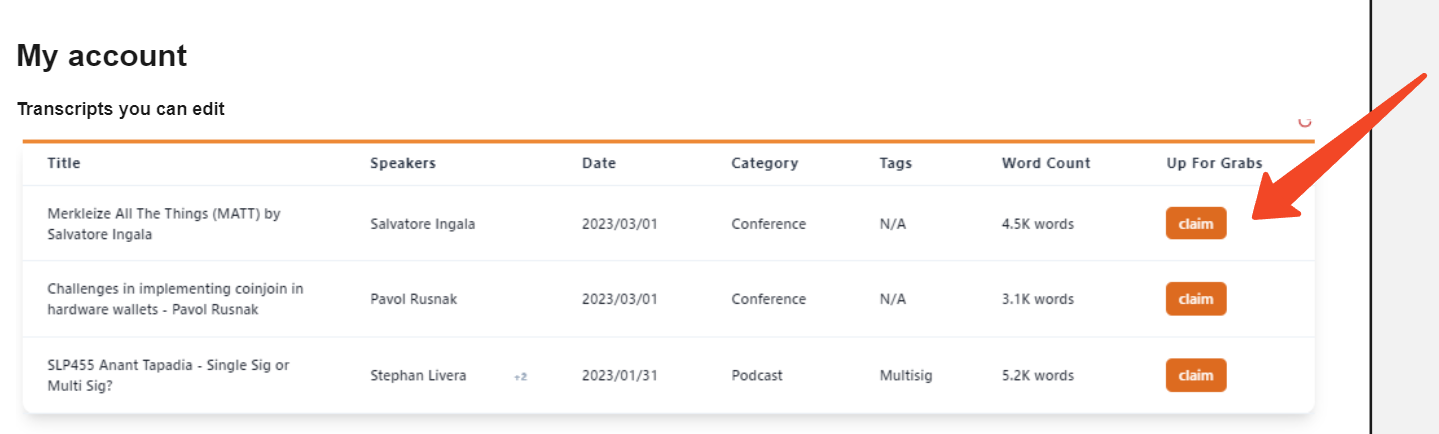 My account
Transcripts you can edit
Title Speakers Date Category Tags Word Count Up For Grabs
Merkleize All The Things (MATT) by
Salvatore Ingala Salvatore Ingala 2023/03/01 Conference N/A 4.5K words claim
Challenges in implementing coinjoin in
hardware wallets - Pavol Rusnak Pavol Rusnak 2023/03/01 Conference N/A 3.1K words claim
SLP455 Anant Tapadia - Single Sig or
Multi Sig? Stephan Livera +2 2023/01/31 Podcast Multisig 5.2K words claim